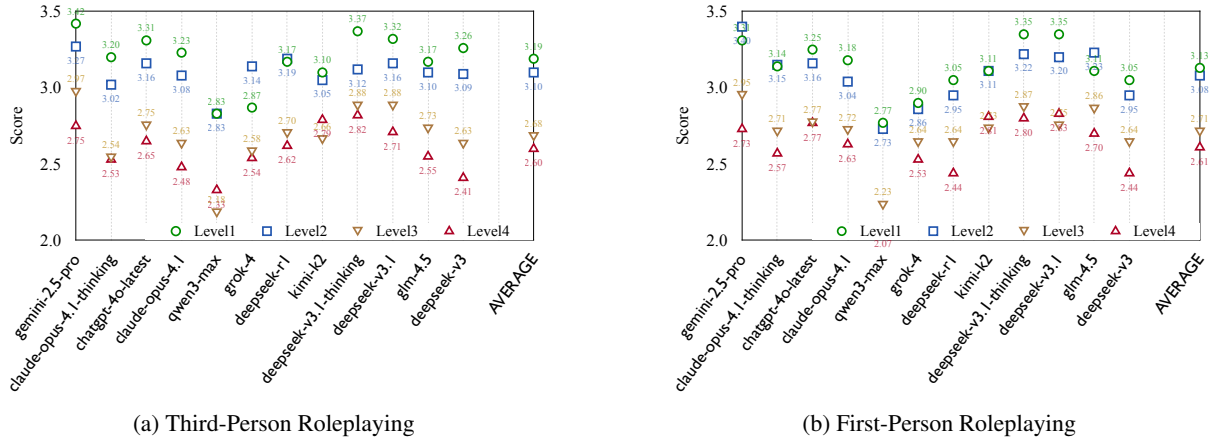 3.5
3.0
2.5
2.0
Score
3.42 3.20 3.31 3.23 2.83 2.87 3.17 3.10 3.37 3.32 3.17 3.26 3.19
3.27 3.02 3.16 3.08 2.83 3.14 3.19 3.05 3.12 3.16 3.10 3.09 3.10
2.97 2.54 2.75 2.63 2.18 2.58 2.70 2.88 2.88 2.73 2.63 2.68
2.75 2.53 2.65 2.48 2.33 2.54 2.62 2.82 2.71 2.55 2.41 2.60
Level1 Level2 Level3 Level4
gemini-2.5-pro
claude-opus-4.1-thinking
chatgpt-4o-latest
claude-opus-4.1
qwen3-max
grok-4
deepseek-r1
kimi-k2
deepseek-v3.1-thinking
deepseek-v3.1
glm-4.5
deepseek-v3
AVERAGE
(a) Third-Person Roleplaying
3.5
3.0
2.5
2.0
Score
3.31 3.14 3.25 3.18 2.77 2.90 3.05 3.11 3.35 3.35 3.11 3.05 3.13
3.40 3.15 3.16 3.04 2.73 2.86 2.95 3.11 3.22 3.20 3.23 2.95 3.08
2.95 2.71 2.77 2.72 2.23 2.64 2.64 2.87 2.86 2.64 2.71
2.73 2.57 2.77 2.63 2.07 2.53 2.44 2.81 2.80 2.83 2.70 2.44 2.61
Level1 Level2 Level3 Level4
gemini-2.5-pro
claude-opus-4.1-thinking
chatgpt-4o-latest
claude-opus-4.1
qwen3-max
grok-4
deepseek-r1
kimi-k2
deepseek-v3.1-thinking
deepseek-v3.1
glm-4.5
deepseek-v3
AVERAGE
(b) First-Person Roleplaying